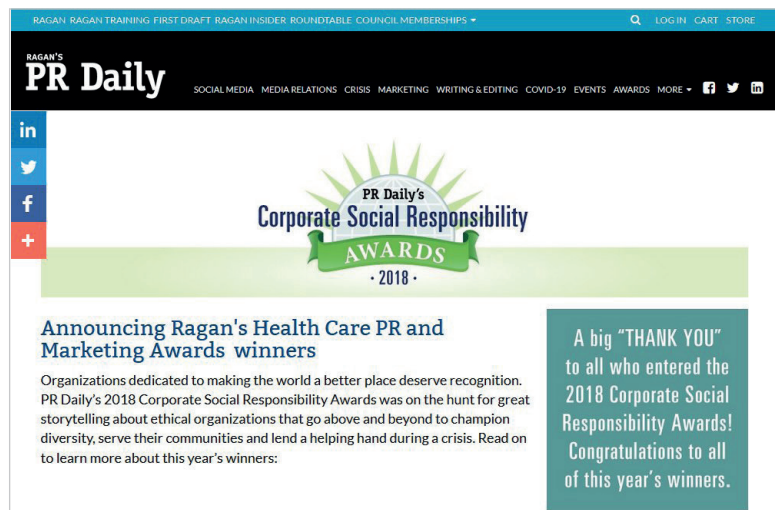 RAGAN RAGAN TRAINING FIRST DRAFT RAGAN INSIDER ROUNDTABLE COUNCIL MEMBERSHIPS LOG IN CART STORE
RAGAN'S
PR Daily
SOCIAL MEDIA MEDIA RELATIONS CRISIS MARKETING WRITING & EDITING COVID-19 EVENTS AWARDS MORE f in
in
f
+
PR Daily's
Corporate Social Responsibility
AWARDS
· 2018 ·
Announcing Ragan's Health Care PR and
Marketing Awards winners
Organizations dedicated to making the world a better place deserve recognition.
PR Daily's 2018 Corporate Social Responsibility Awards was on the hunt for great
storytelling about ethical organizations that go above and beyond to champion
diversity, serve their communities and lend a helping hand during a crisis. Read on
to learn more about this year's winners:
A big “THANK YOU”
to all who entered the
2018 Corporate Social
Responsibility Awards!
Congratulations to all
of this year's winners.